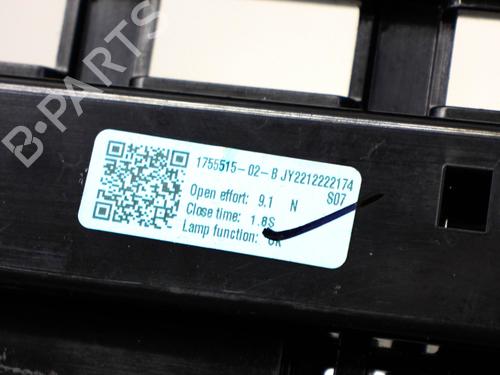 B-PARTS
1755515-02-B JY2212222174
S07
Open effort: 9.1 N
Close time: 1.8S
Lamp function: OK